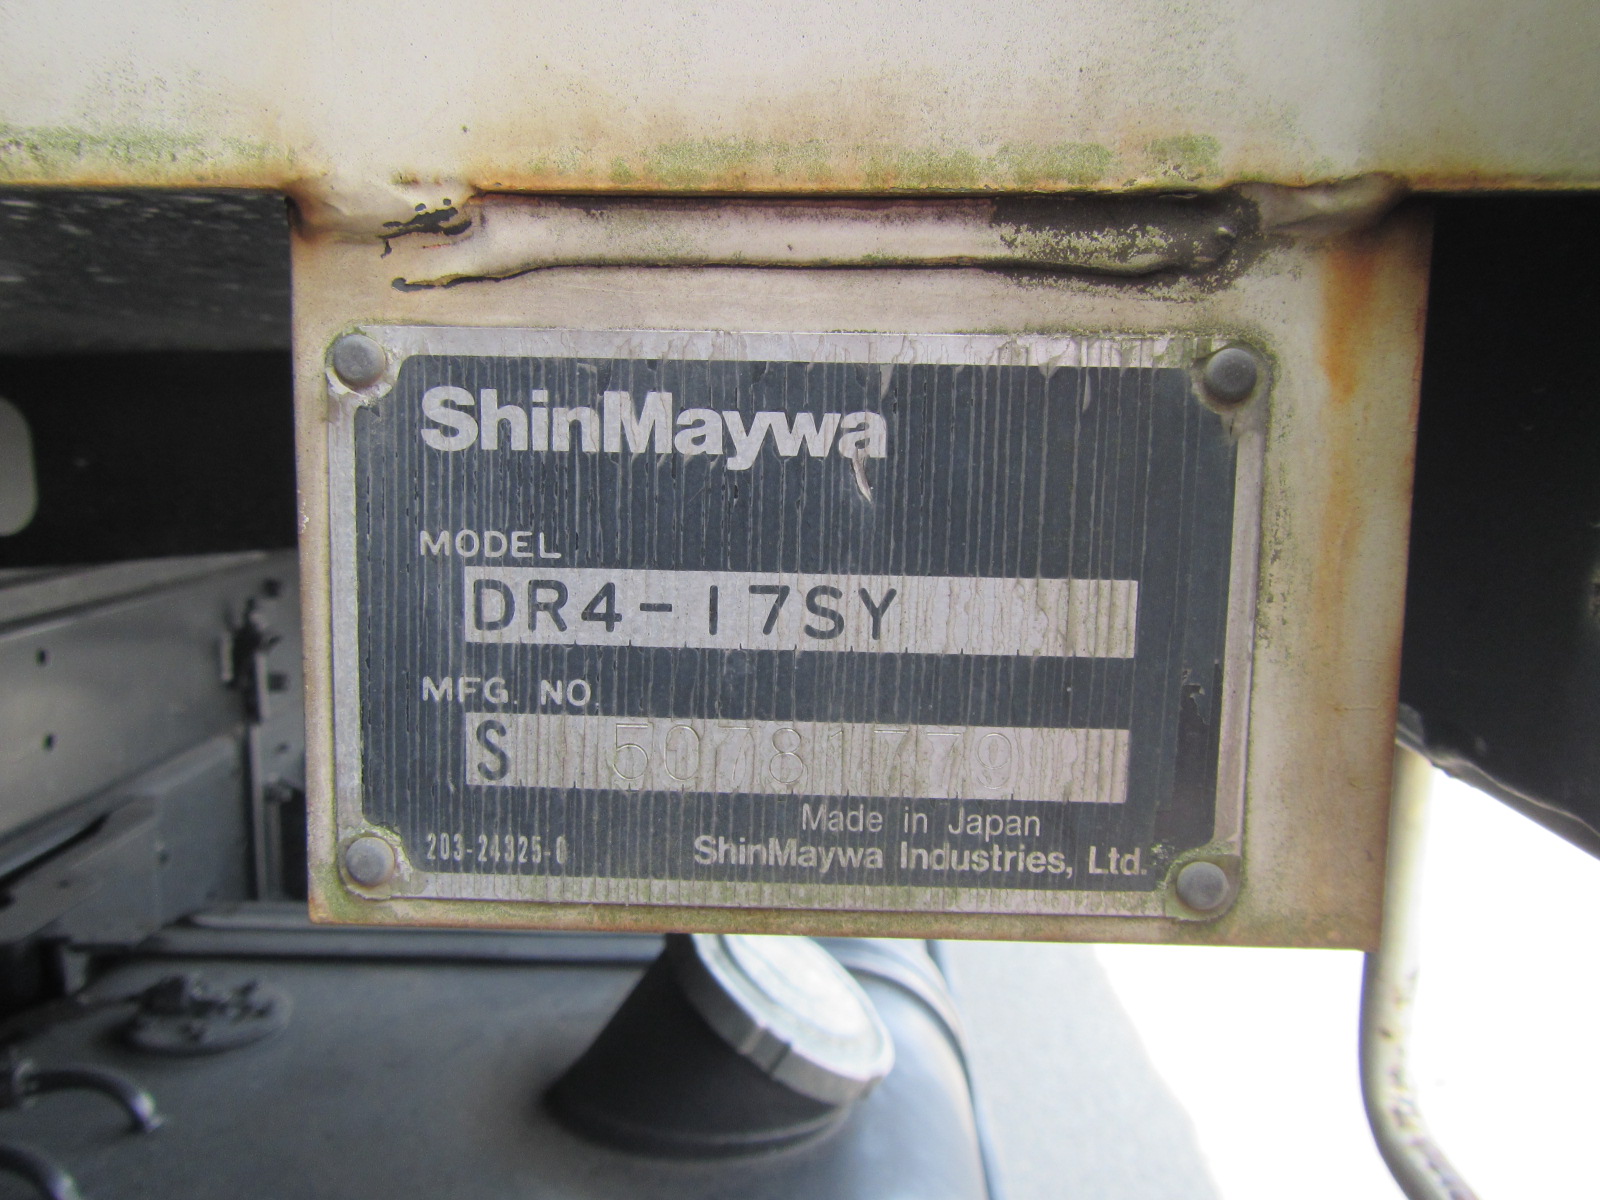 ShinMaywa
MODEL
DR4-17SY
MFG. NO.
S 50781779
Made in Japan
203-24325-0
ShinMaywa Industries, Ltd.